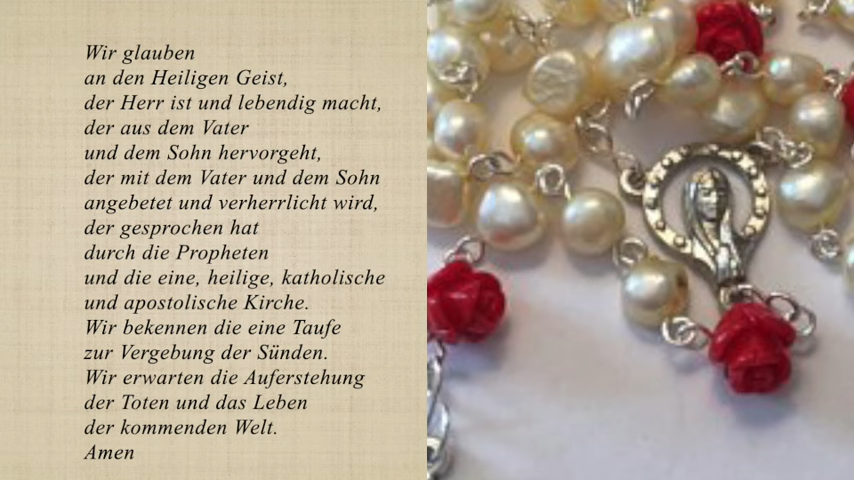 Wir glauben
an den Heiligen Geist,
der Herr ist und lebendig macht,
der aus dem Vater
und dem Sohn hervorgeht,
der mit dem Vater und dem Sohn
angebetet und verherrlicht wird,
der gesprochen hat
durch die Propheten
und die eine, heilige, katholische
und apostolische Kirche.
Wir bekennen die eine Taufe
zur Vergebung der Sünden.
Wir erwarten die Auferstehung
der Toten und das Leben
der kommenden Welt.
Amen